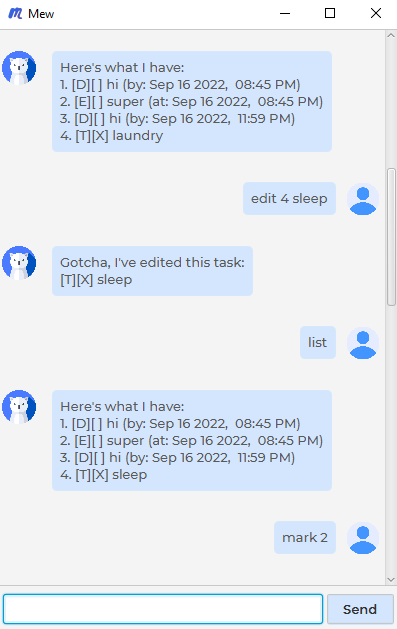 Mew
Here's what I have:
1. [D][ ] hi (by: Sep 16 2022,  08:45 PM)
2. [E][ ] super (at: Sep 16 2022,  08:45 PM)
3. [D][ ] hi (by: Sep 16 2022,  11:59 PM)
4. [T][X] laundry
edit 4 sleep
Gotcha, I've edited this task:
[T][X] sleep
list
Here's what I have:
1. [D][ ] hi (by: Sep 16 2022,  08:45 PM)
2. [E][ ] super (at: Sep 16 2022,  08:45 PM)
3. [D][ ] hi (by: Sep 16 2022,  11:59 PM)
4. [T][X] sleep
mark 2
Send